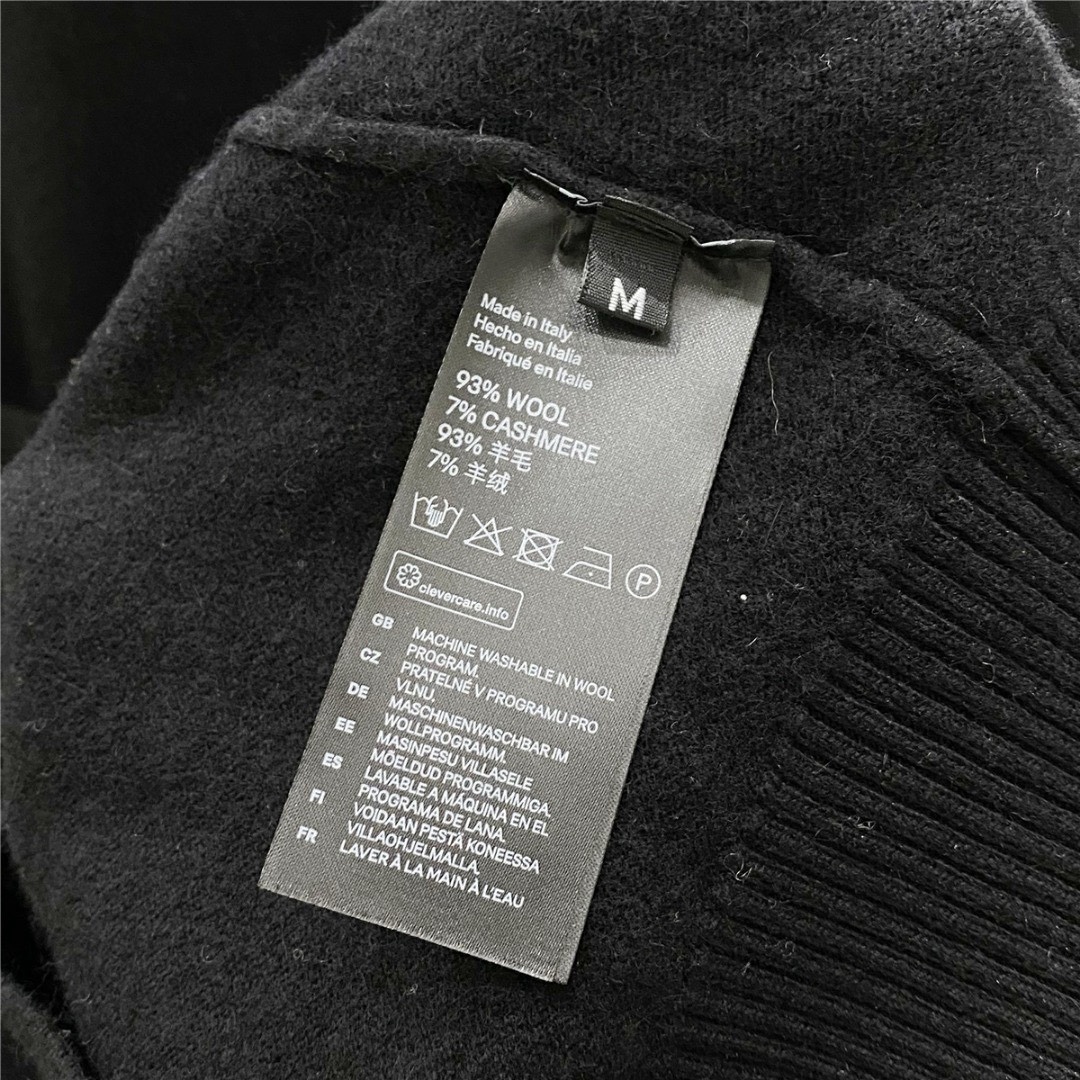 M
Made in Italy
Hecho en Italia
Fabriqué en Italie
93% WOOL
7% CASHMERE
93% 羊毛
7% 羊绒
P
clevercare.info
GB MACHINE WASHABLE IN WOOL
PROGRAM.
CZ PRATELNÉ V PROGRAMU PRO
VLNU.
DE MASCHINENWASCHBAR IM
WOLLPROGRAMM.
EE MASINPESU VILLASELE
MÕELDUD PROGRAMMIGA.
ES LAVABLE A MÁQUINA EN EL
PROGRAMA DE LANA.
FI VOIDAAN PESTÄ KONEESSA
VILLAOHJELMALLA.
FR LAVER À LA MAIN À L'EAU